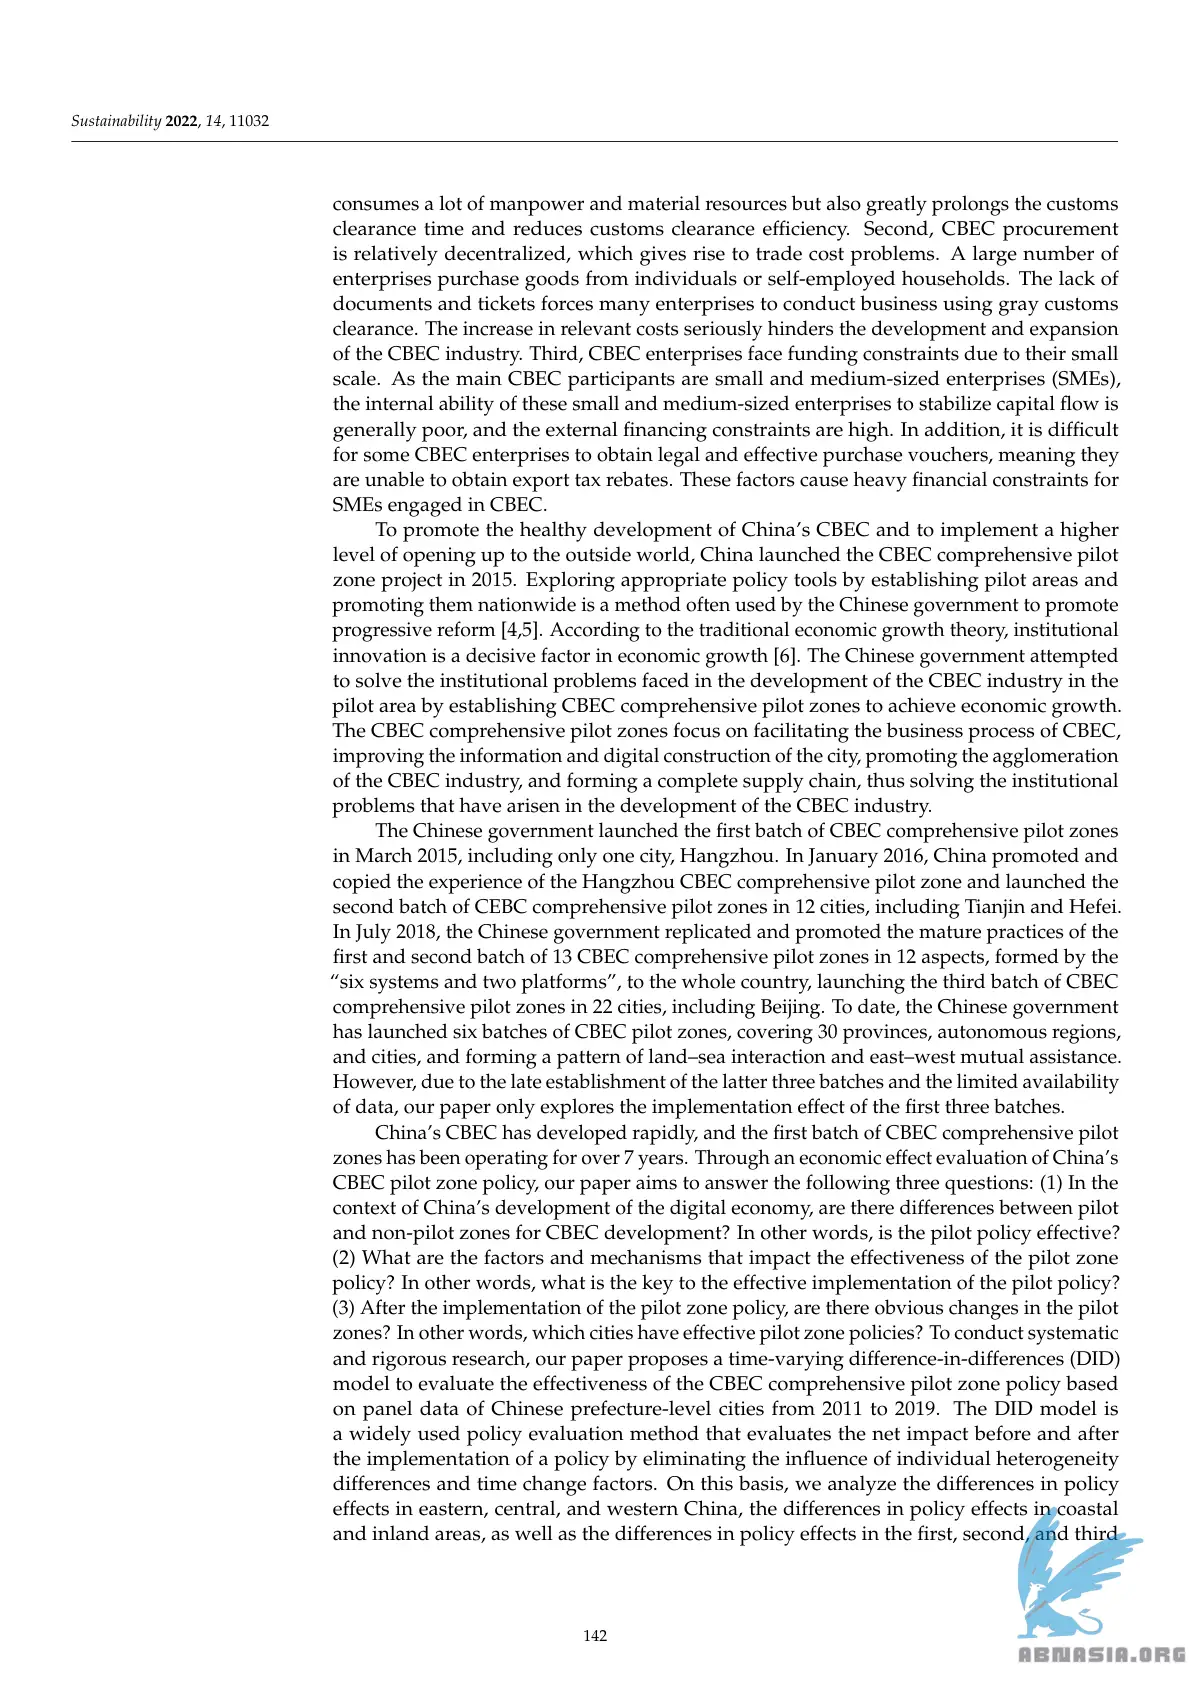 Sustainability 2022, 14, 11032
consumes a lot of manpower and material resources but also greatly prolongs the customs
clearance time and reduces customs clearance efficiency. Second, CBEC procurement
is relatively decentralized, which gives rise to trade cost problems. A large number of
enterprises purchase goods from individuals or self-employed households. The lack of
documents and tickets forces many enterprises to conduct business using gray customs
clearance. The increase in relevant costs seriously hinders the development and expansion
of the CBEC industry. Third, CBEC enterprises face funding constraints due to their small
scale. As the main CBEC participants are small and medium-sized enterprises (SMEs),
the internal ability of these small and medium-sized enterprises to stabilize capital flow is
generally poor, and the external financing constraints are high. In addition, it is difficult
for some CBEC enterprises to obtain legal and effective purchase vouchers, meaning they
are unable to obtain export tax rebates. These factors cause heavy financial constraints for
SMEs engaged in CBEC.
To promote the healthy development of China's CBEC and to implement a higher
level of opening up to the outside world, China launched the CBEC comprehensive pilot
zone project in 2015. Exploring appropriate policy tools by establishing pilot areas and
promoting them nationwide is a method often used by the Chinese government to promote
progressive reform [4,5]. According to the traditional economic growth theory, institutional
innovation is a decisive factor in economic growth [6]. The Chinese government attempted
to solve the institutional problems faced in the development of the CBEC industry in the
pilot area by establishing CBEC comprehensive pilot zones to achieve economic growth.
The CBEC comprehensive pilot zones focus on facilitating the business process of CBEC,
improving the information and digital construction of the city, promoting the agglomeration
of the CBEC industry, and forming a complete supply chain, thus solving the institutional
problems that have arisen in the development of the CBEC industry.
The Chinese government launched the first batch of CBEC comprehensive pilot zones
in March 2015, including only one city, Hangzhou. In January 2016, China promoted and
copied the experience of the Hangzhou CBEC comprehensive pilot zone and launched the
second batch of CEBC comprehensive pilot zones in 12 cities, including Tianjin and Hefei.
In July 2018, the Chinese government replicated and promoted the mature practices of the
first and second batch of 13 CBEC comprehensive pilot zones in 12 aspects, formed by the
“six systems and two platforms”, to the whole country, launching the third batch of CBEC
comprehensive pilot zones in 22 cities, including Beijing. To date, the Chinese government
has launched six batches of CBEC pilot zones, covering 30 provinces, autonomous regions,
and cities, and forming a pattern of land–sea interaction and east–west mutual assistance.
However, due to the late establishment of the latter three batches and the limited availability
of data, our paper only explores the implementation effect of the first three batches.
China's CBEC has developed rapidly, and the first batch of CBEC comprehensive pilot
zones has been operating for over 7 years. Through an economic effect evaluation of China's
CBEC pilot zone policy, our paper aims to answer the following three questions: (1) In the
context of China's development of the digital economy, are there differences between pilot
and non-pilot zones for CBEC development? In other words, is the pilot policy effective?
(2) What are the factors and mechanisms that impact the effectiveness of the pilot zone
policy? In other words, what is the key to the effective implementation of the pilot policy?
(3) After the implementation of the pilot zone policy, are there obvious changes in the pilot
zones? In other words, which cities have effective pilot zone policies? To conduct systematic
and rigorous research, our paper proposes a time-varying difference-in-differences (DID)
model to evaluate the effectiveness of the CBEC comprehensive pilot zone policy based
on panel data of Chinese prefecture-level cities from 2011 to 2019. The DID model is
a widely used policy evaluation method that evaluates the net impact before and after
the implementation of a policy by eliminating the influence of individual heterogeneity
differences and time change factors. On this basis, we analyze the differences in policy
effects in eastern, central, and western China, the differences in policy effects in coastal
and inland areas, as well as the differences in policy effects in the first, second, and third
142
ABNASIA.ORG